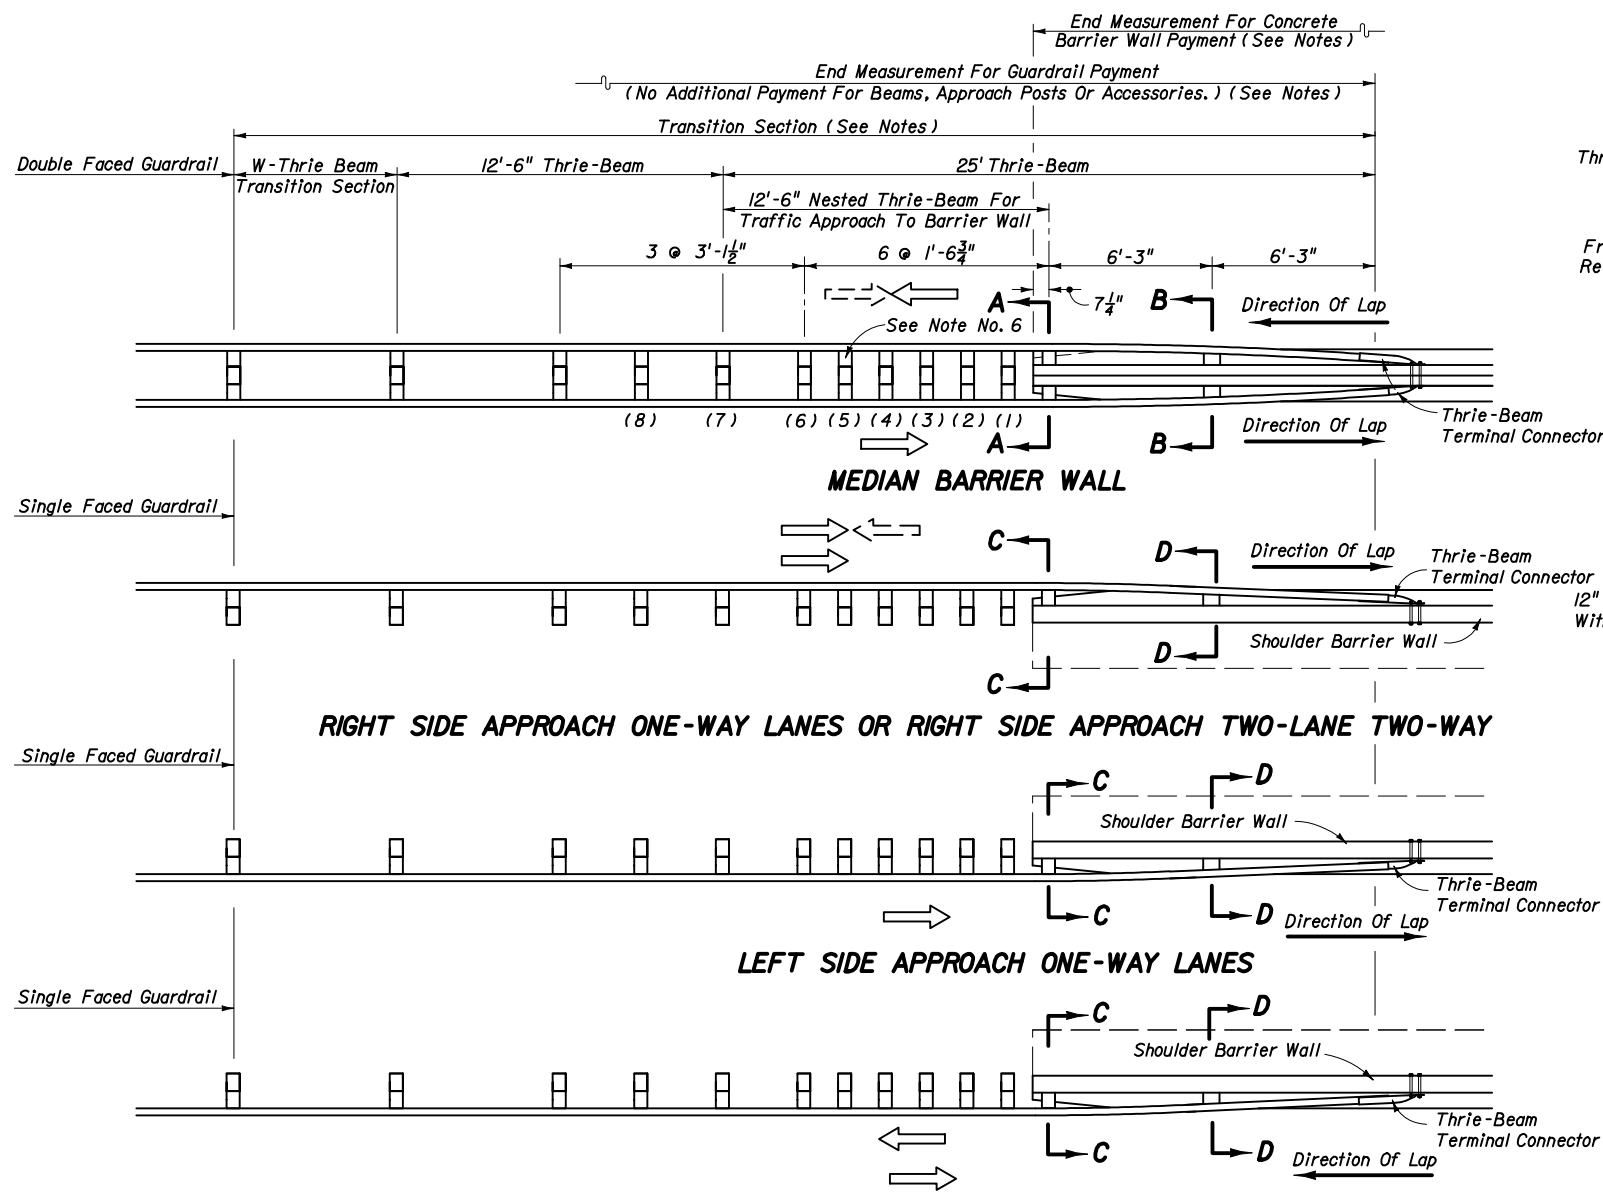 End Measurement For Concrete
Barrier Wall Payment (See Notes)
End Measurement For Guardrail Payment
(No Additional Payment For Beams, Approach Posts Or Accessories.) (See Notes)
Transition Section (See Notes)
Double Faced Guardrail
W-Thrie Beam
Transition Section
12'-6" Thrie-Beam
25' Thrie-Beam
Thr
12'-6" Nested Thrie-Beam For
Traffic Approach To Barrier Wall
3 @ 3'-1½"
6 @ 1'-6¾"
6'-3"
6'-3"
Fr
Re
A
7¼"
B
Direction Of Lap
See Note No. 6
(8) (7) (6) (5) (4) (3) (2) (1)
A
B
Direction Of Lap
Thrie-Beam
Terminal Connector
MEDIAN BARRIER WALL
Single Faced Guardrail
C
D
Direction Of Lap
Thrie-Beam
Terminal Connector
12"
Wit
Shoulder Barrier Wall
D
C
RIGHT SIDE APPROACH ONE-WAY LANES OR RIGHT SIDE APPROACH TWO-LANE TWO-WAY
Single Faced Guardrail
C
D
Shoulder Barrier Wall
Thrie-Beam
Terminal Connector
C
D
Direction Of Lap
LEFT SIDE APPROACH ONE-WAY LANES
Single Faced Guardrail
C
D
Shoulder Barrier Wall
Thrie-Beam
Terminal Connector
C
D
Direction Of Lap